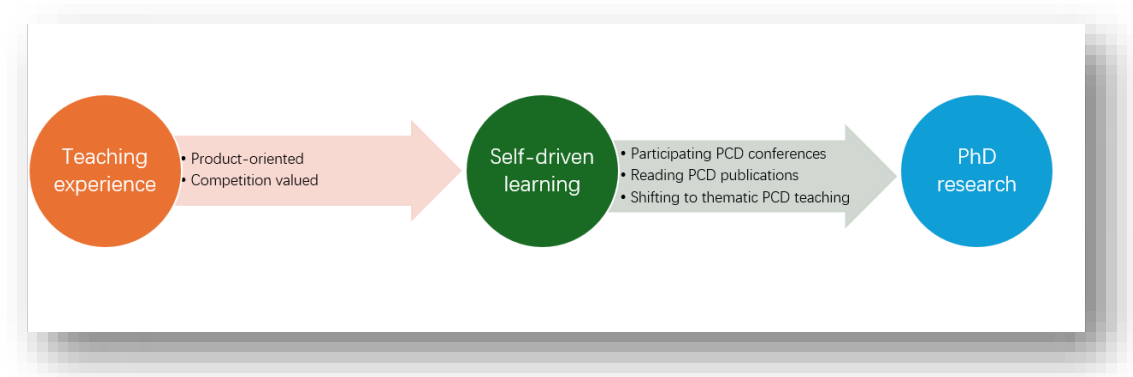 Teaching
experience
• Product-oriented
• Competition valued
Self-driven
learning
• Participating PCD conferences
• Reading PCD publications
• Shifting to thematic PCD teaching
PhD
research